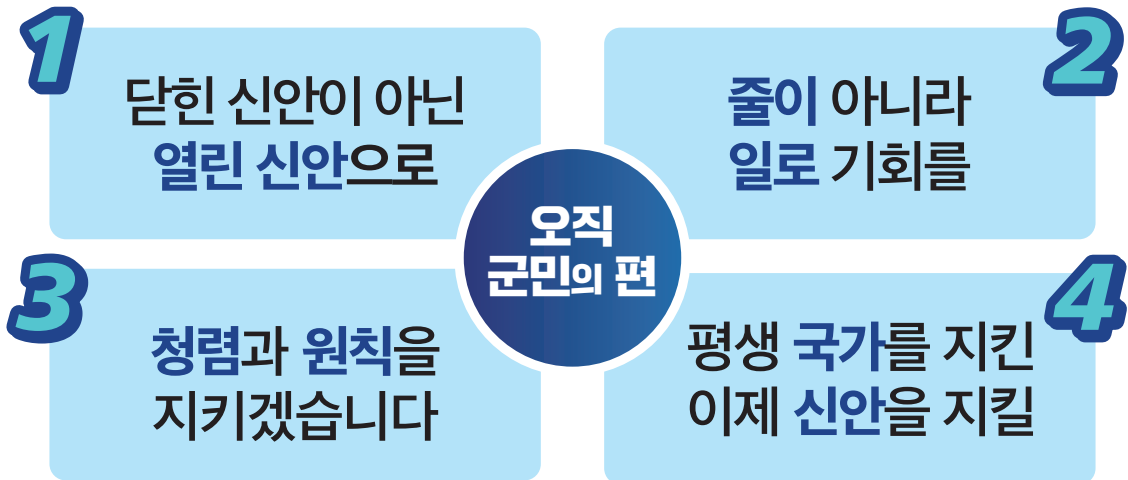 1
닫힌 신안이 아닌
열린 신안으로
2
줄이 아니라
일로 기회를
오직
군민의 편
3
청렴과 원칙을
지키겠습니다
4
평생 국가를 지킨
이제 신안을 지킬